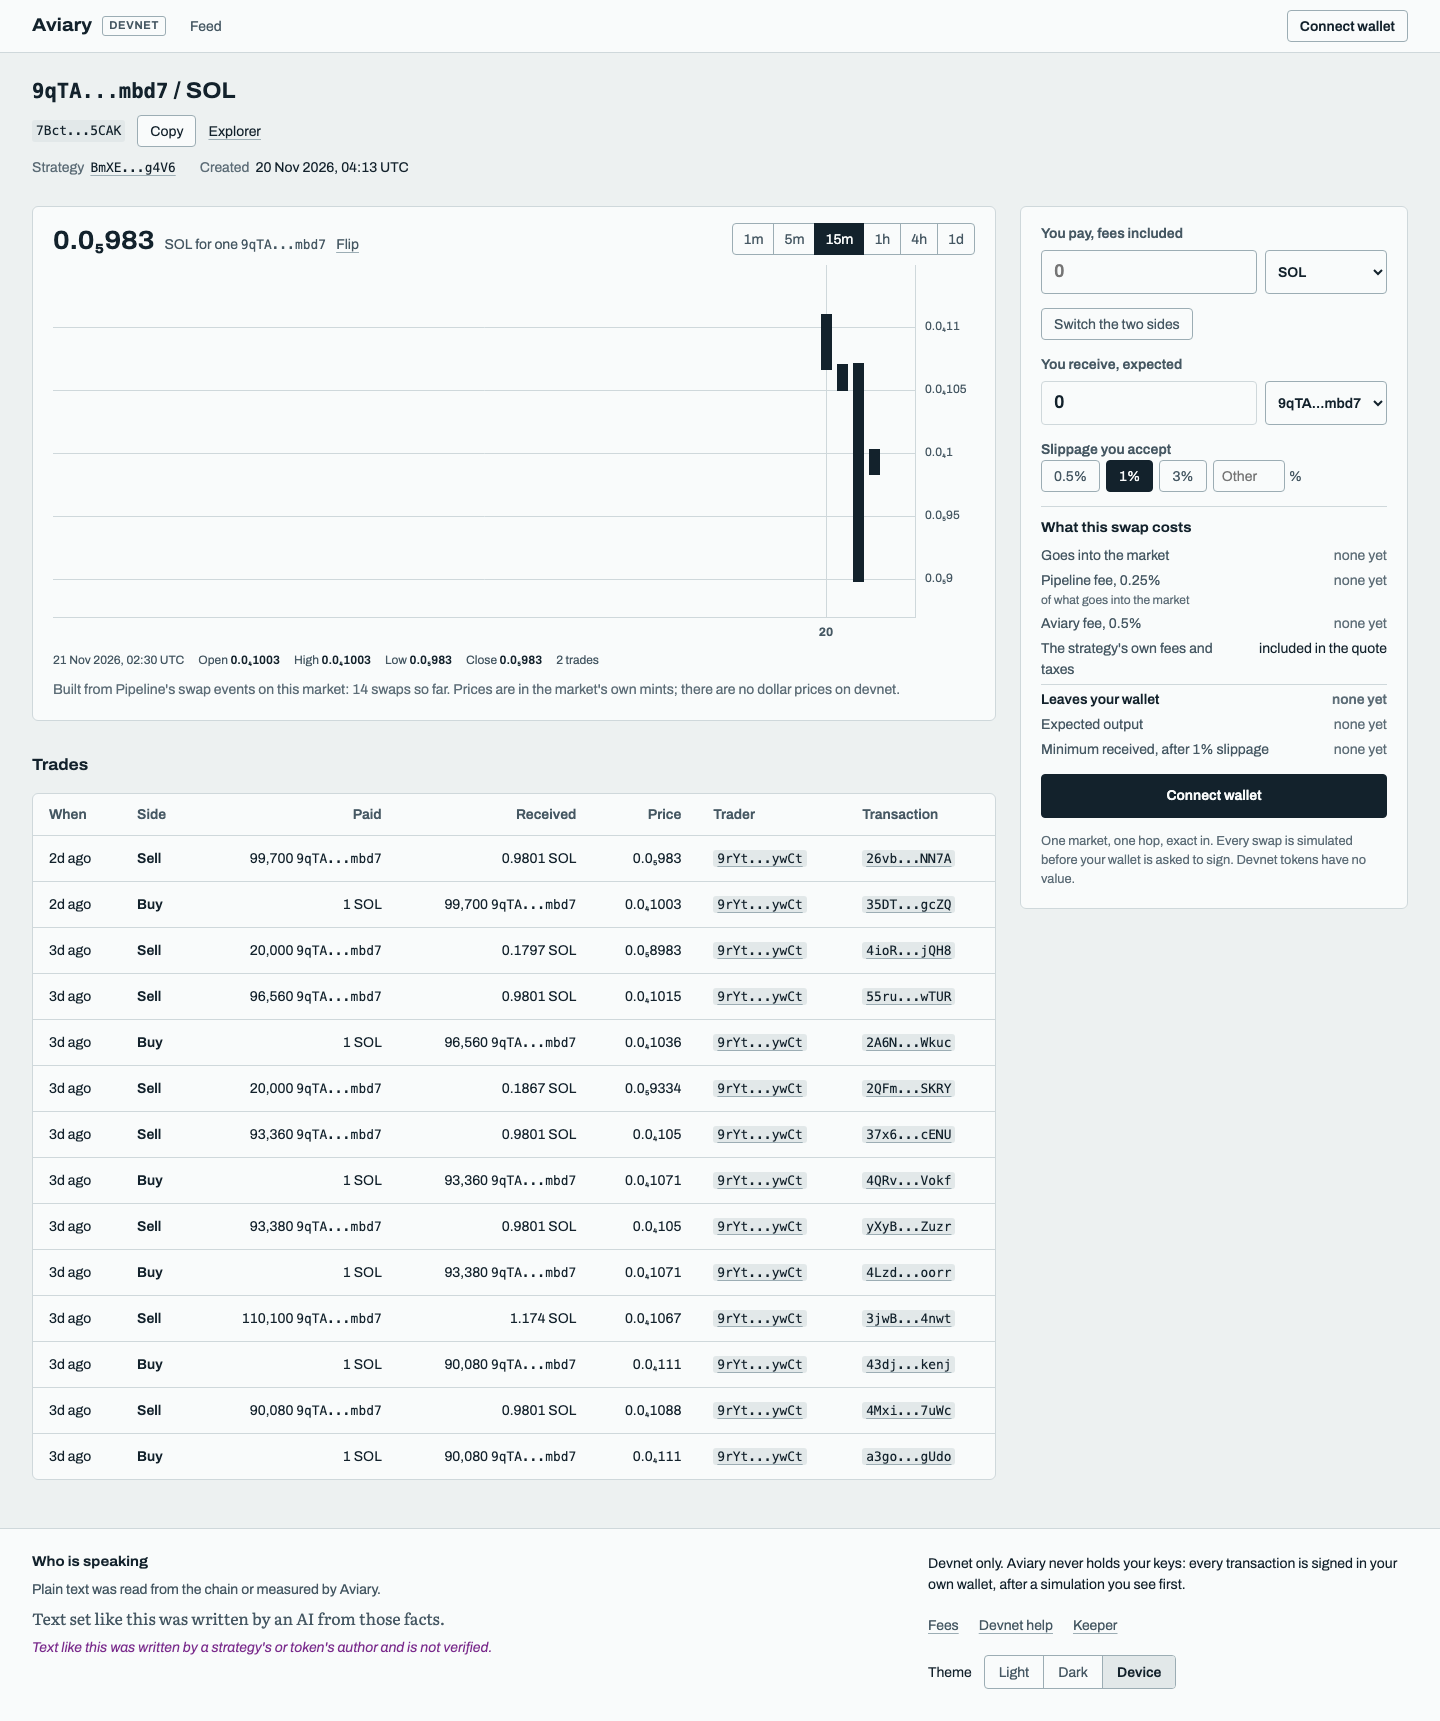 Aviary DEVNET Feed Connect wallet
9qTA...mbd7 / SOL
7Bct...5CAK Copy Explorer
Strategy BmXE...g4V6 Created 20 Nov 2026, 04:13 UTC
0.0₅983 SOL for one 9qTA...mbd7 Flip
1m 5m 15m 1h 4h 1d
0.0₄11
0.0₄105
0.0₄1
0.0₅95
0.0₅9
20
21 Nov 2026, 02:30 UTC Open 0.0₄1003 High 0.0₄1003 Low 0.0₅983 Close 0.0₅983 2 trades
Built from Pipeline's swap events on this market: 14 swaps so far. Prices are in the market's own mints; there are no dollar prices on devnet.
You pay, fees included
0 SOL
Switch the two sides
You receive, expected
0 9qTA...mbd7
Slippage you accept
0.5% 1% 3% Other %
What this swap costs
Goes into the market none yet
Pipeline fee, 0.25% none yet
of what goes into the market
Aviary fee, 0.5% none yet
The strategy's own fees and included in the quote
taxes
Leaves your wallet none yet
Expected output none yet
Minimum received, after 1% slippage none yet
Connect wallet
One market, one hop, exact in. Every swap is simulated
before your wallet is asked to sign. Devnet tokens have no
value.
Trades
When Side Paid Received Price Trader Transaction
2d ago Sell 99,700 9qTA...mbd7 0.9801 SOL 0.0₅983 9rYt...ywCt 26vb...NN7A
2d ago Buy 1 SOL 99,700 9qTA...mbd7 0.0₄1003 9rYt...ywCt 35DT...gcZQ
3d ago Sell 20,000 9qTA...mbd7 0.1797 SOL 0.0₅8983 9rYt...ywCt 4ioR...jQH8
3d ago Sell 96,560 9qTA...mbd7 0.9801 SOL 0.0₄1015 9rYt...ywCt 55ru...wTUR
3d ago Buy 1 SOL 96,560 9qTA...mbd7 0.0₄1036 9rYt...ywCt 2A6N...Wkuc
3d ago Sell 20,000 9qTA...mbd7 0.1867 SOL 0.0₅9334 9rYt...ywCt 2QFm...SKRY
3d ago Sell 93,360 9qTA...mbd7 0.9801 SOL 0.0₄105 9rYt...ywCt 37x6...cENU
3d ago Buy 1 SOL 93,360 9qTA...mbd7 0.0₄1071 9rYt...ywCt 4QRv...Vokf
3d ago Sell 93,380 9qTA...mbd7 0.9801 SOL 0.0₄105 9rYt...ywCt yXyB...Zuzr
3d ago Buy 1 SOL 93,380 9qTA...mbd7 0.0₄1071 9rYt...ywCt 4Lzd...oorr
3d ago Sell 110,100 9qTA...mbd7 1.174 SOL 0.0₄1067 9rYt...ywCt 3jwB...4nwt
3d ago Buy 1 SOL 90,080 9qTA...mbd7 0.0₄111 9rYt...ywCt 43dj...kenj
3d ago Sell 90,080 9qTA...mbd7 0.9801 SOL 0.0₄1088 9rYt...ywCt 4Mxi...7uWc
3d ago Buy 1 SOL 90,080 9qTA...mbd7 0.0₄111 9rYt...ywCt a3go...gUdo
Who is speaking
Plain text was read from the chain or measured by Aviary.
Text set like this was written by an AI from those facts.
Text like this was written by a strategy's or token's author and is not verified.
Devnet only. Aviary never holds your keys: every transaction is signed in your
own wallet, after a simulation you see first.
Fees Devnet help Keeper
Theme Light Dark Device